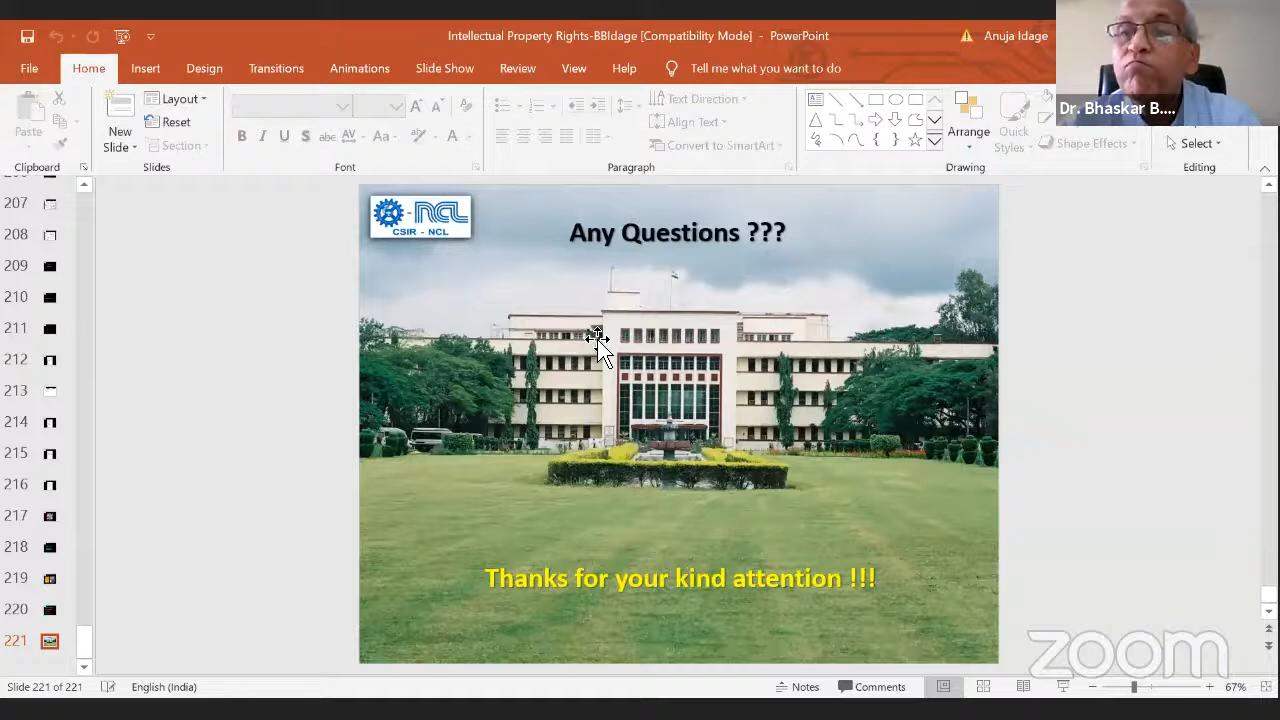 Intellectual Property Rights-BBIdage [Compatibility Mode] - PowerPoint
Anuja Idage
File Home Insert Design Transitions Animations Slide Show Review View Help Tell me what you want to do
Dr. Bhaskar B....
Paste
Clipboard
New
Slide
Layout
Reset
Section
Slides
B I U S abc AV Aa A
Font
Text Direction
Align Text
Convert to SmartArt
Paragraph
Arrange
Quick
Styles
Shape Effects
Drawing
Select
Editing
207
208
209
210
211
212
213
214
215
216
217
218
219
220
221
NCL
CSIR - NCL
Any Questions ???
Thanks for your kind attention !!!
zoom
Slide 221 of 221
English (India)
Notes
Comments
67%